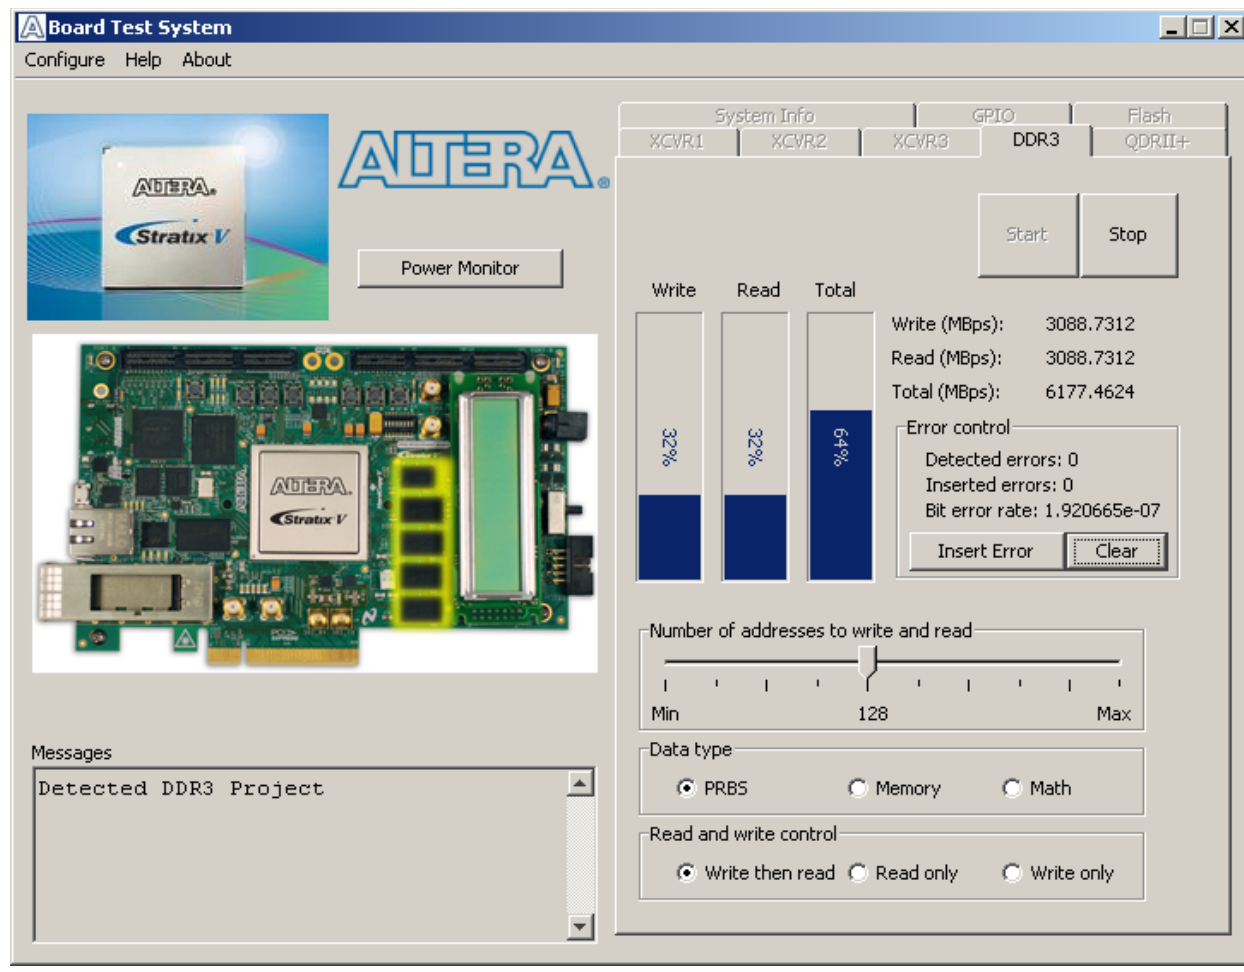 Board Test System
Configure Help About
ALTERA®
Stratix V
ALTERA®
Power Monitor
ALTERA
Stratix V
Messages
Detected DDR3 Project
System Info GPIO Flash
XCVR1 XCVR2 XCVR3 DDR3 QDRII+
Start Stop
Write Read Total
32% 32% 64%
Write (MBps): 3088.7312
Read (MBps): 3088.7312
Total (MBps): 6177.4624
Error control
Detected errors: 0
Inserted errors: 0
Bit error rate: 1.920665e-07
Insert Error Clear
Number of addresses to write and read
Min 128 Max
Data type
PRBS Memory Math
Read and write control
Write then read Read only Write only